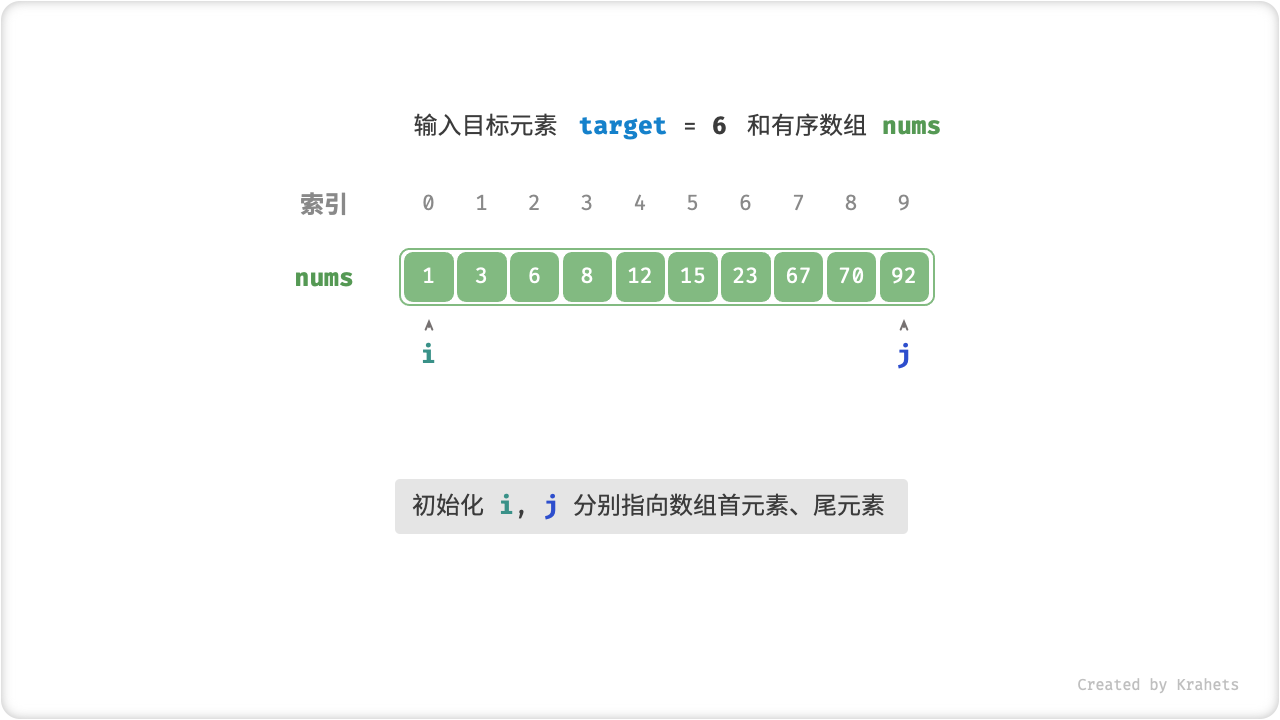 输入目标元素 target = 6 和有序数组 nums
索引 0 1 2 3 4 5 6 7 8 9
nums 1 3 6 8 12 15 23 67 70 92
i j
初始化 i, j 分别指向数组首元素、尾元素
Created by Krahets